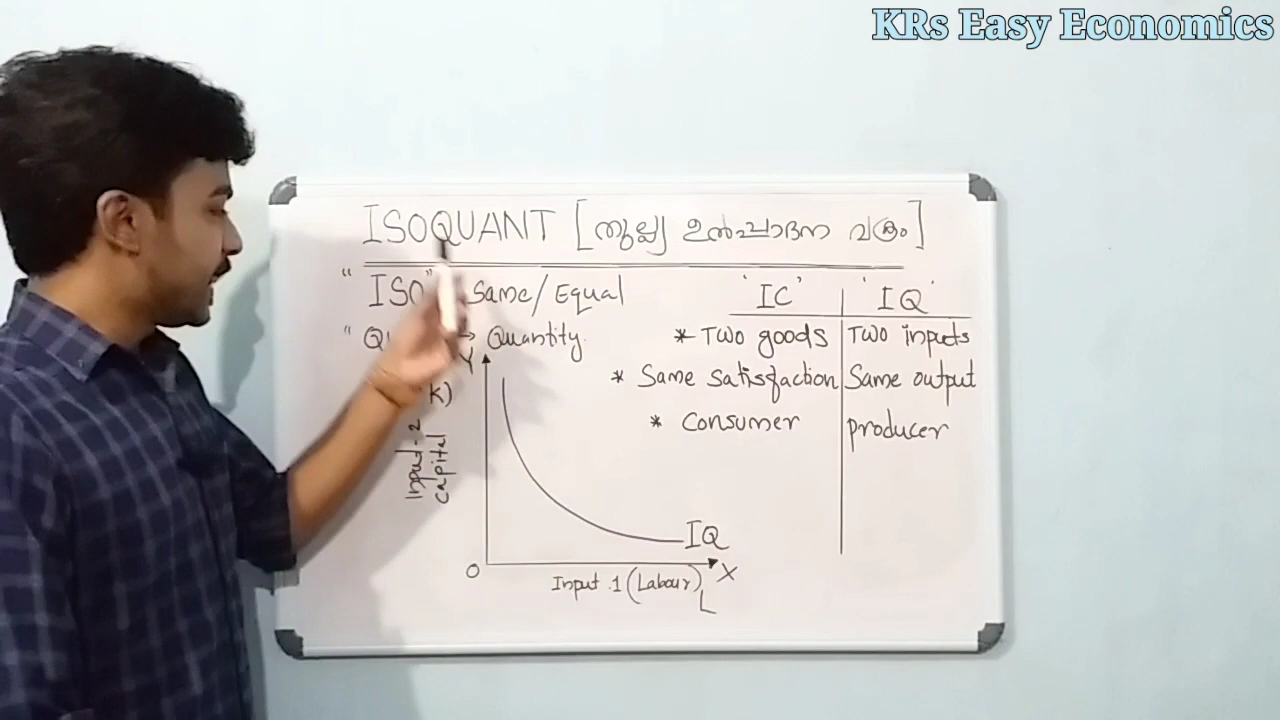 KRs Easy Economics
ISOQUANT [തുല്യ ഉൽപ്പാദന വക്രം]
"ISO" Same/Equal
"Qu → Quantity
'IC' 'IQ'
* Two goods Two inputs
* Same satisfaction Same output
* Consumer producer
Y
K)
Input-2
capital
IQ
O
X
Input.1 (Labour)
L